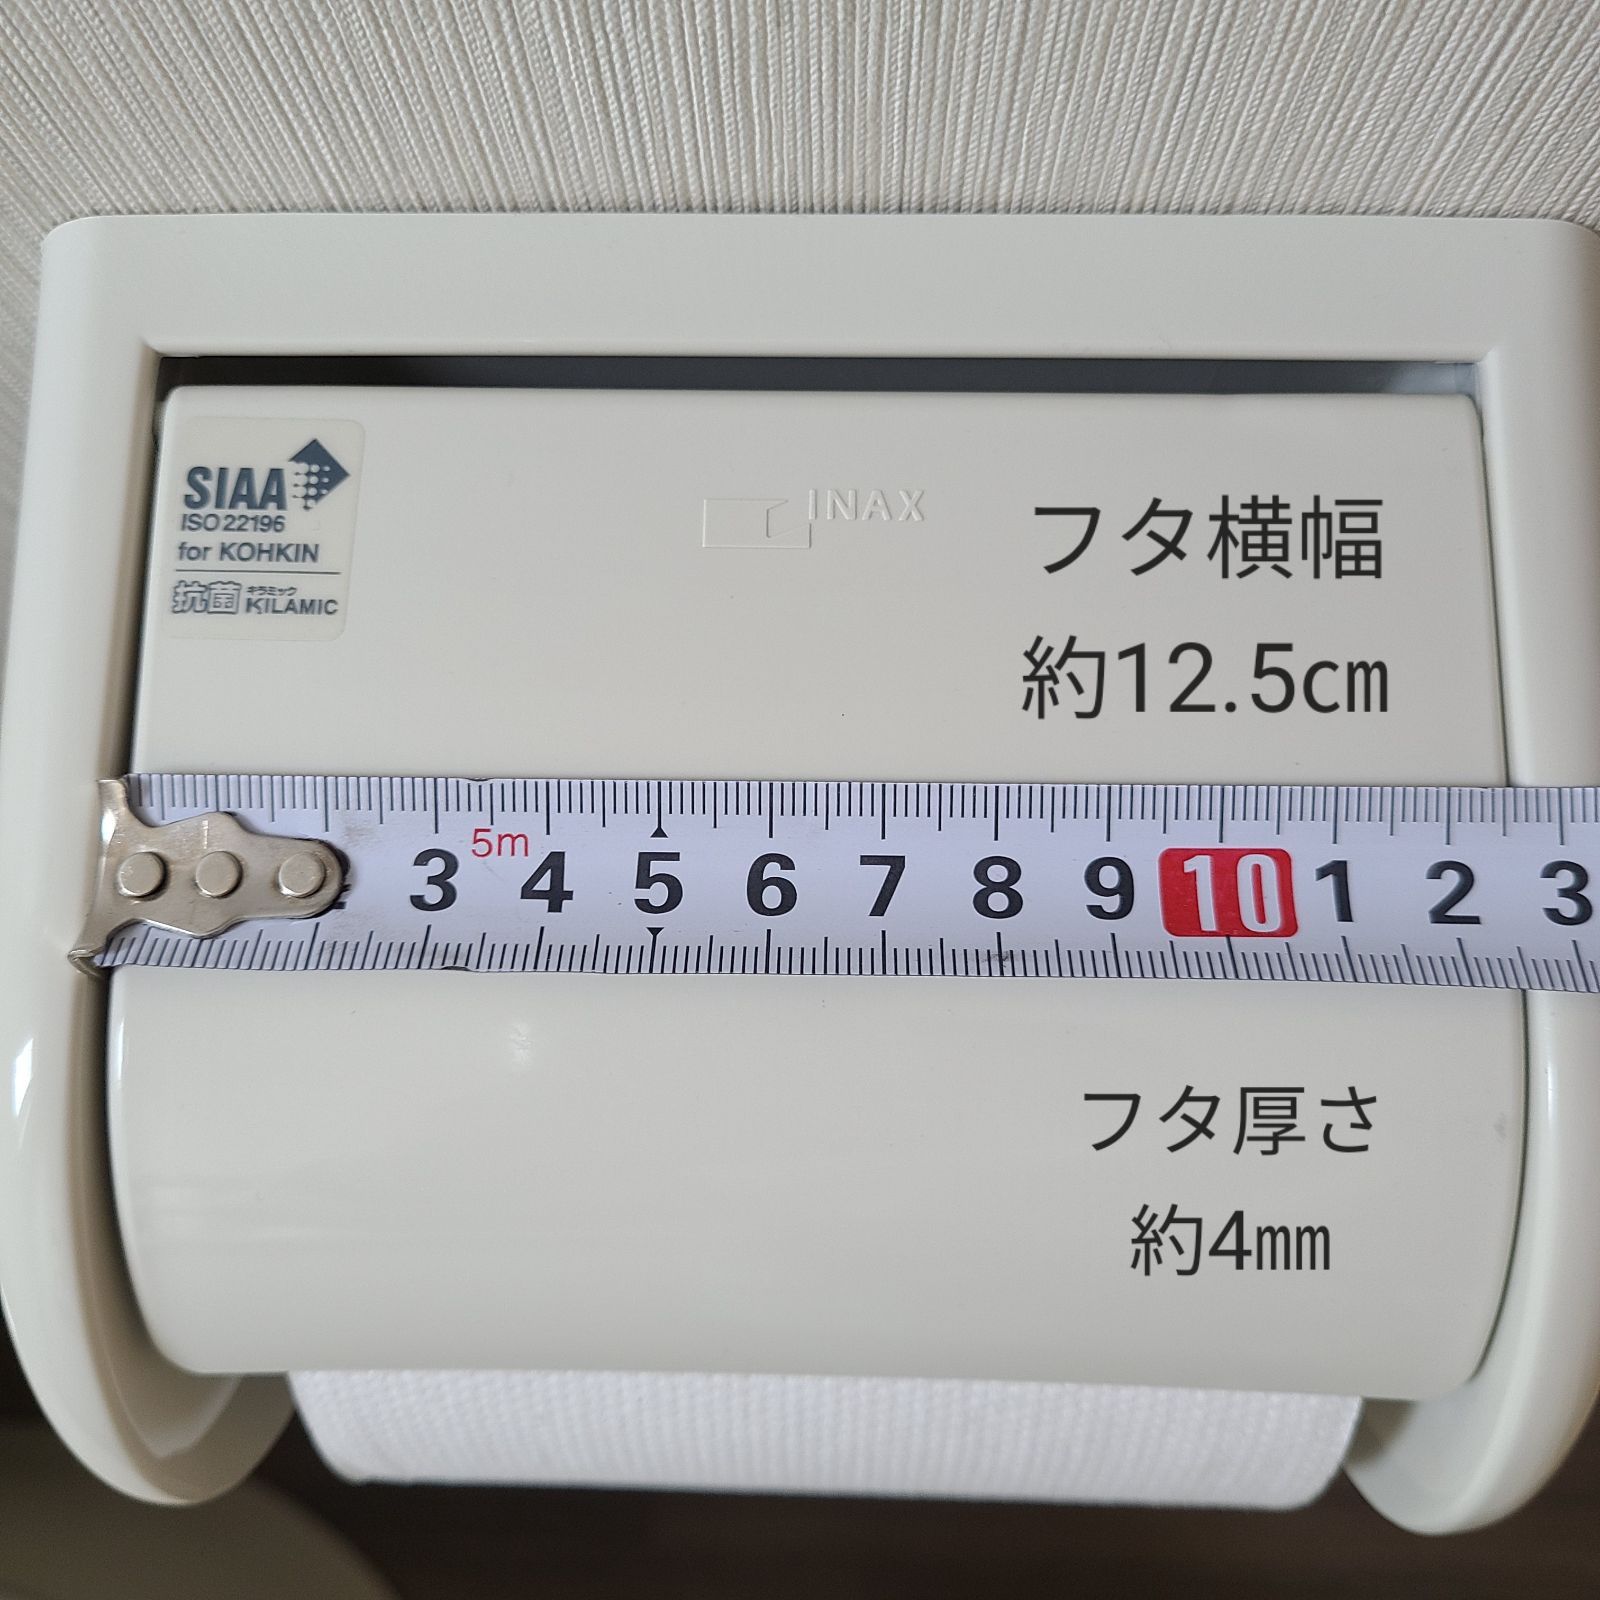 SIAA
ISO 22196
for KOHKIN
抗菌 キラミック
KILAMIC
INAX
フタ横幅
約12.5㎝
5m
3 4 5 6 7 8 9 10 1 2 3
フタ厚さ
約4㎜